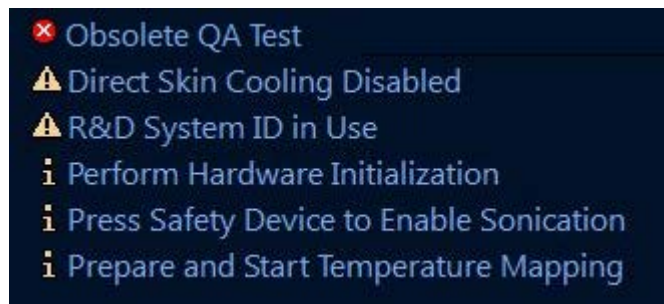 Obsolete QA Test
Direct Skin Cooling Disabled
R&D System ID in Use
Perform Hardware Initialization
Press Safety Device to Enable Sonication
Prepare and Start Temperature Mapping